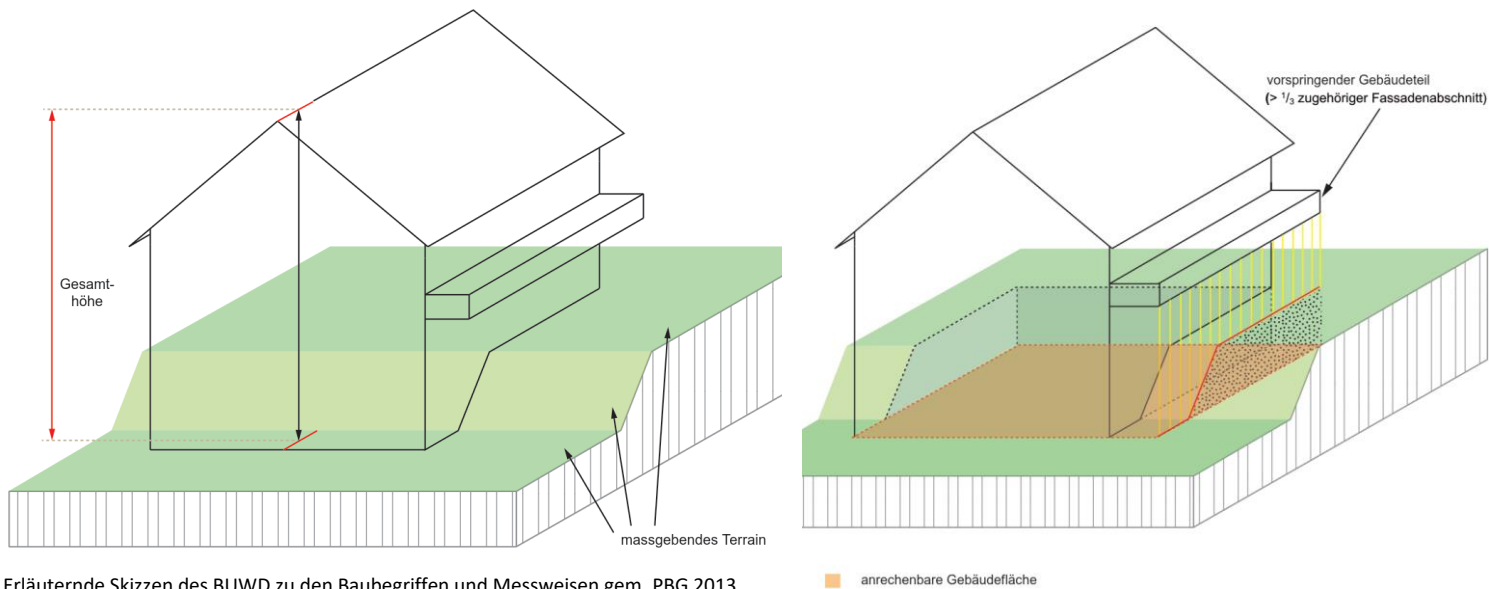 Gesamt-
höhe
massgebendes Terrain
Erläuternde Skizzen des BUWD zu den Baubegriffen und Messweisen gem. PBG 2013
vorspringender Gebäudeteil
(> 1/3 zugehöriger Fassadenabschnitt)
anrechenbare Gebäudefläche